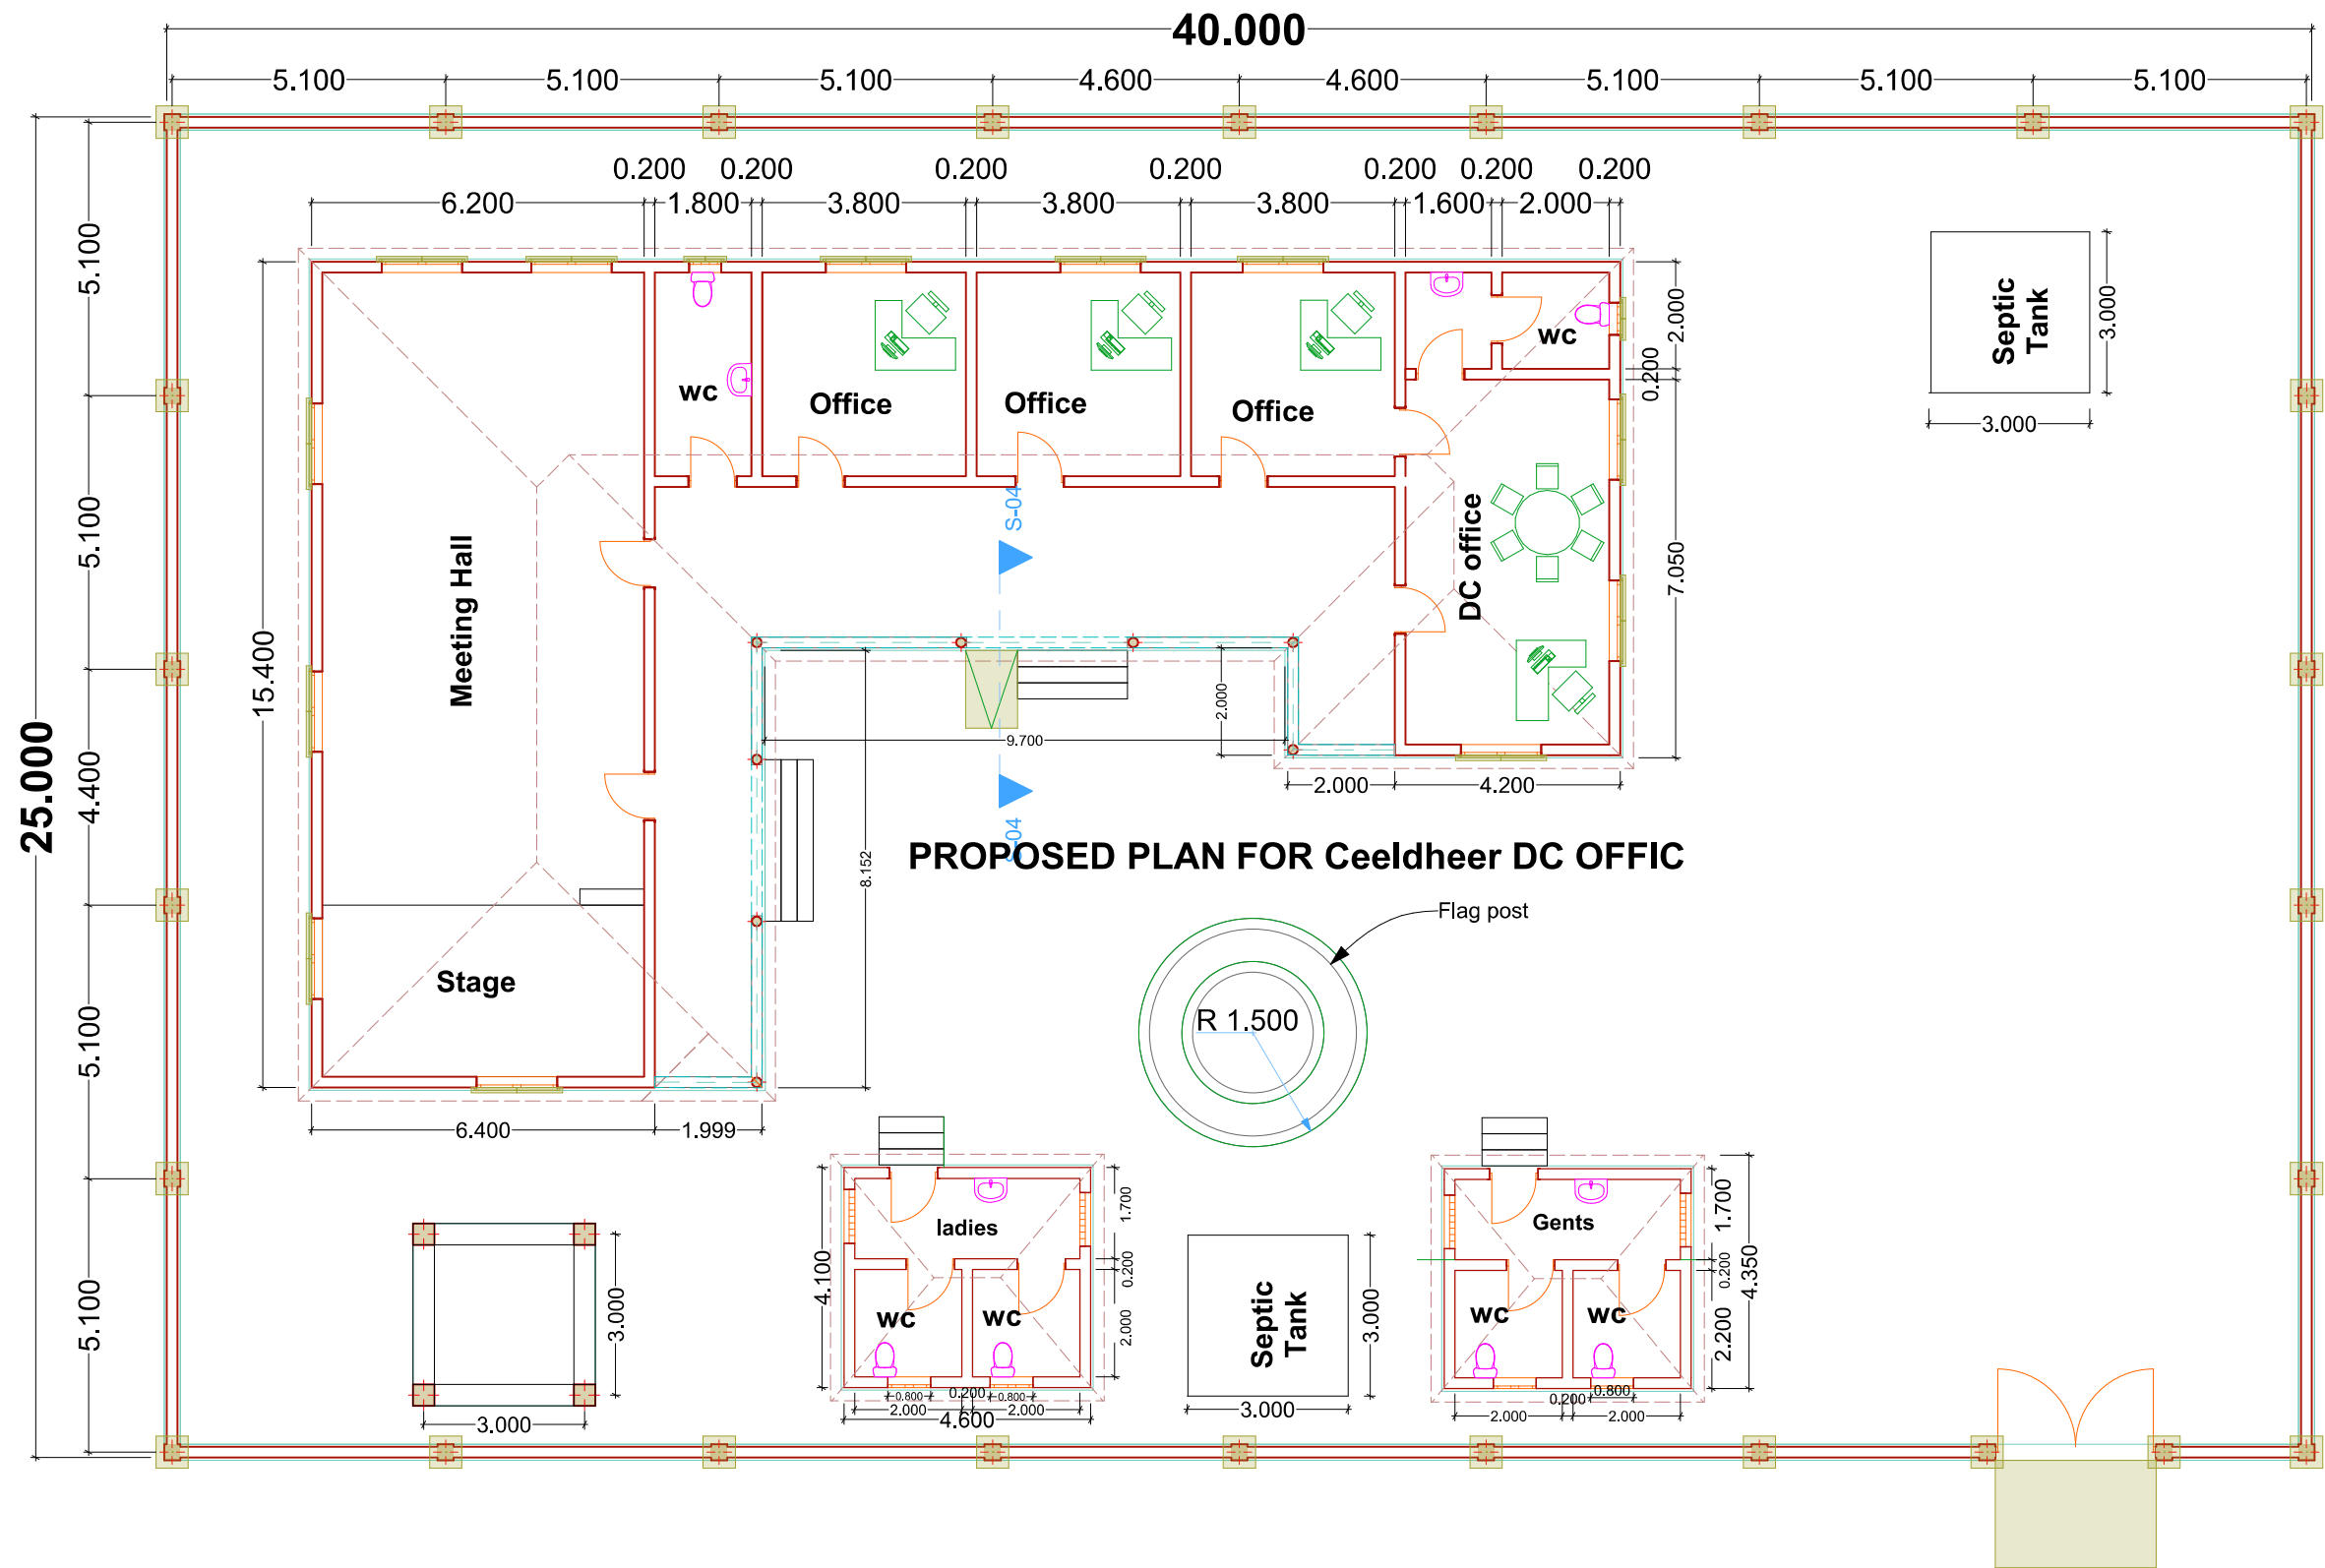 40.000
5.100 5.100 5.100 4.600 4.600 5.100 5.100 5.100
0.200 0.200 0.200 0.200 0.200 0.200 0.200
6.200 1.800 3.800 3.800 3.800 1.600 2.000
25.000
5.100
5.100
4.400
5.100
5.100
15.400
Meeting Hall
Stage
wc
Office
Office
Office
wc
DC office
2.000
0.200
7.050
Septic
Tank
3.000
3.000
S-04
S-04
2.000
9.700
2.000 4.200
8.152
PROPOSED PLAN FOR Ceeldheer DC OFFIC
Flag post
R 1.500
6.400 1.999
3.000
3.000
ladies
wc wc
4.100
1.700
0.200
2.000
0.800 0.200 0.800
2.000 2.000
4.600
Septic
Tank
3.000
3.000
Gents
wc wc
1.700
0.200
2.200
4.350
0.800
0.200
2.000 2.000